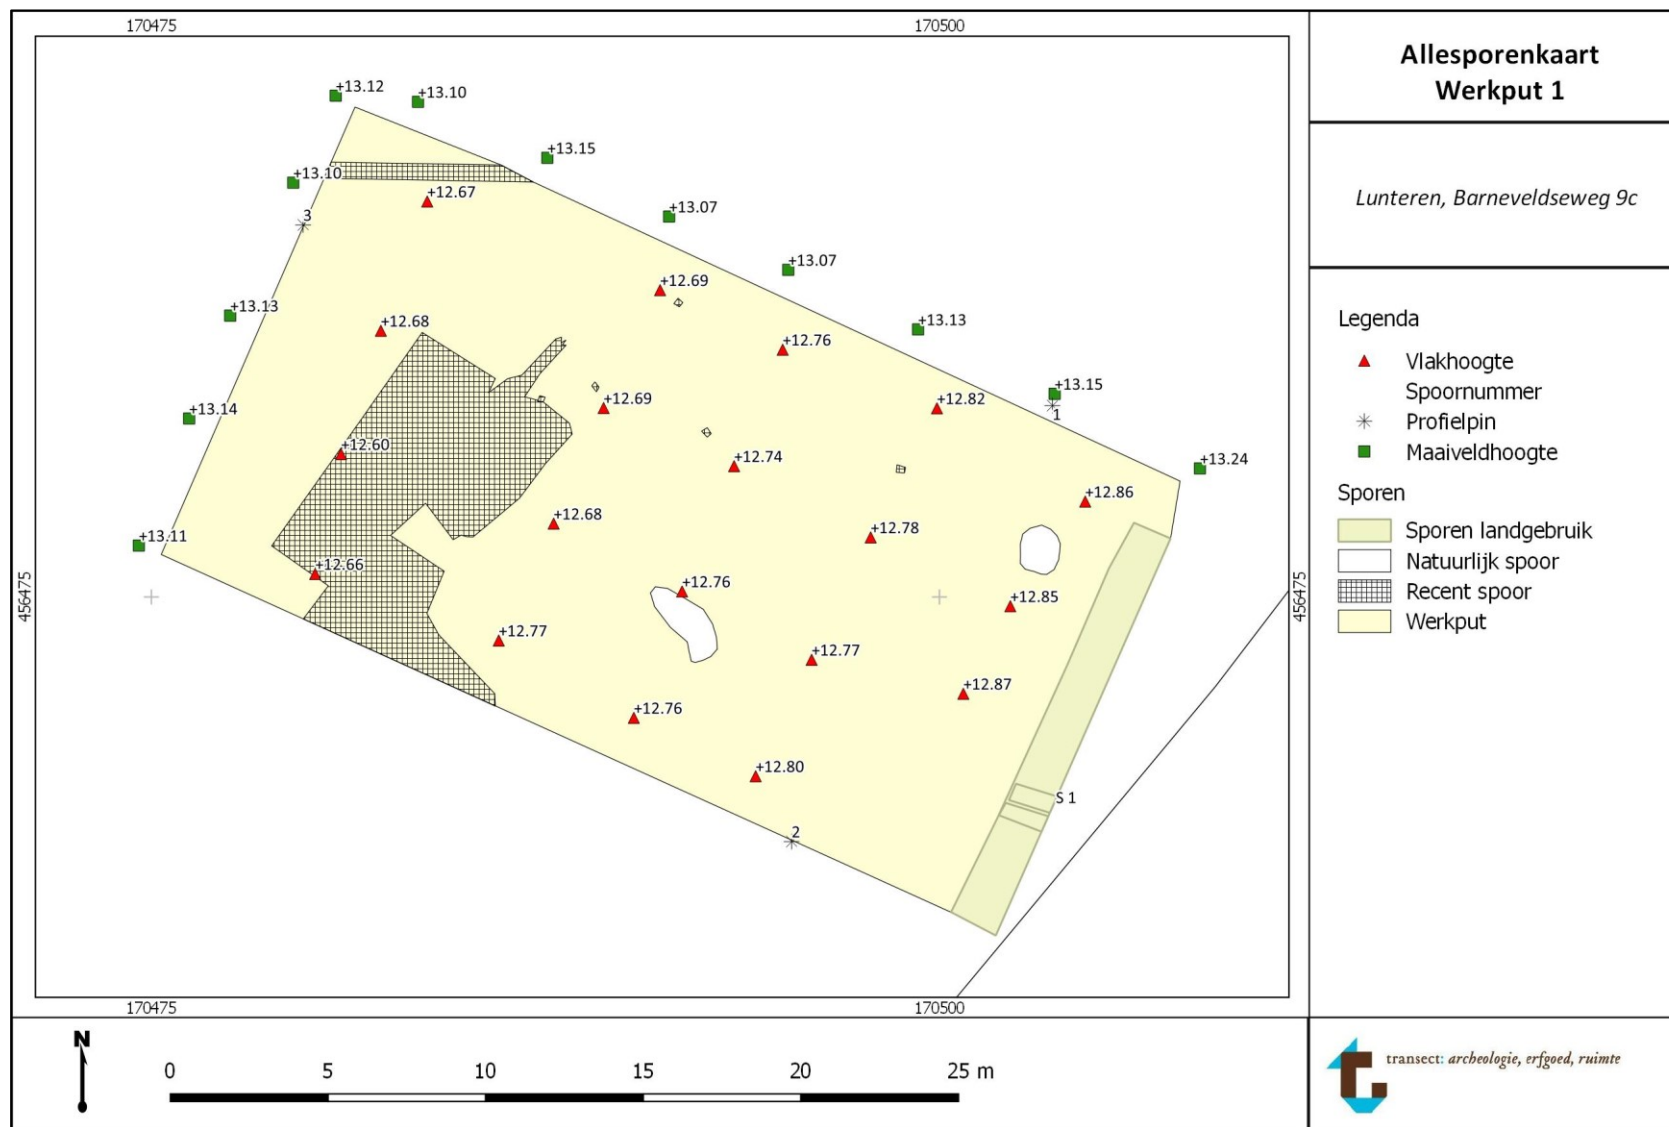 170475
170500
+13.12
+13.10
+13.15
+13.10
+12.67
+13.07
3
+13.07
+12.69
+13.13
+12.68
+13.13
+12.76
+13.15
+12.69
+12.82
1
+13.14
+12.60
+12.74
+13.24
+12.86
+12.68
+12.78
+13.11
+12.66
+12.76
+12.85
456475
456475
+12.77
+12.77
+12.87
+12.76
+12.80
S 1
2
170475
170500
Allesporenkaart
Werkput 1
Lunteren, Barneveldseweg 9c
Legenda
Vlakhoogte
Spoornummer
Profielpin
Maaiveldhoogte
Sporen
Sporen landgebruik
Natuurlijk spoor
Recent spoor
Werkput
N
0 5 10 15 20 25 m
transect: archeologie, erfgoed, ruimte